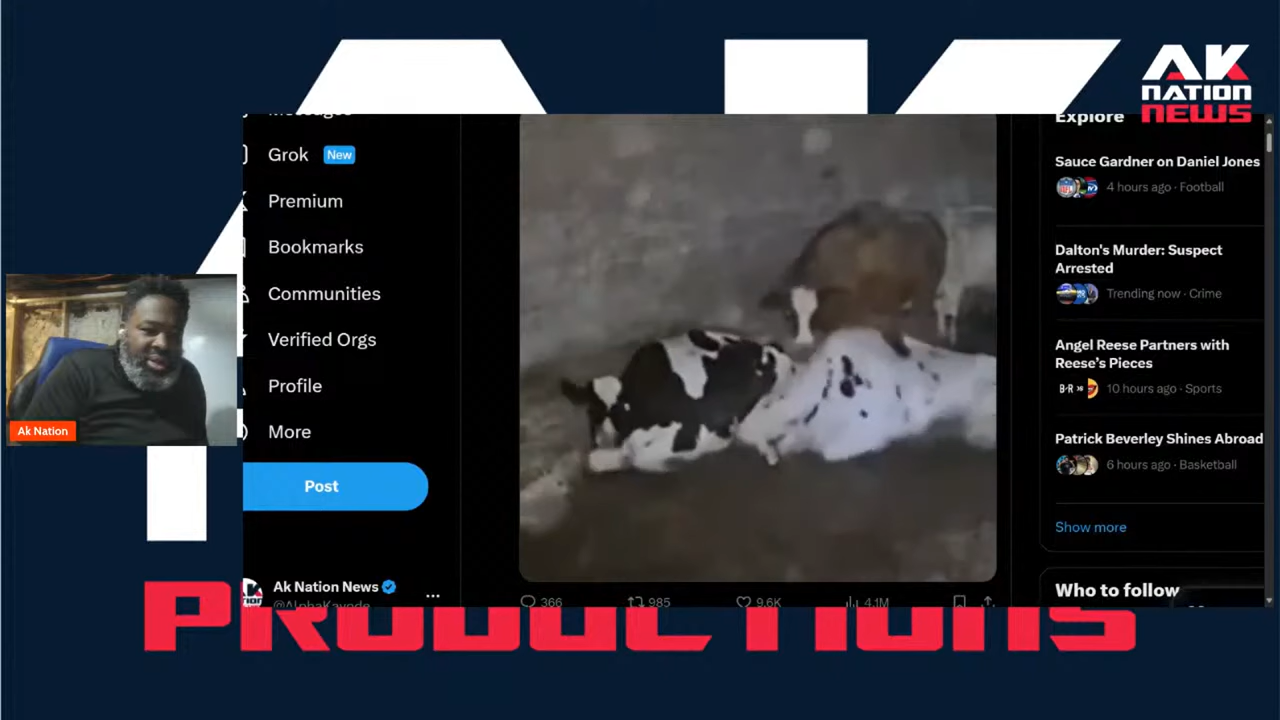 AK
NATION
NEWS
Messages
Grok New
Premium
Bookmarks
Communities
Verified Orgs
Profile
More
Post
Ak Nation News
@AlphaKaynde
...
Ak Nation
366
985
9.6K
4.1M
Explore
Sauce Gardner on Daniel Jones
4 hours ago · Football
Dalton's Murder: Suspect
Arrested
Trending now · Crime
Angel Reese Partners with
Reese's Pieces
10 hours ago · Sports
Patrick Beverley Shines Abroad
6 hours ago · Basketball
Show more
Who to follow
PRODUCTIONS